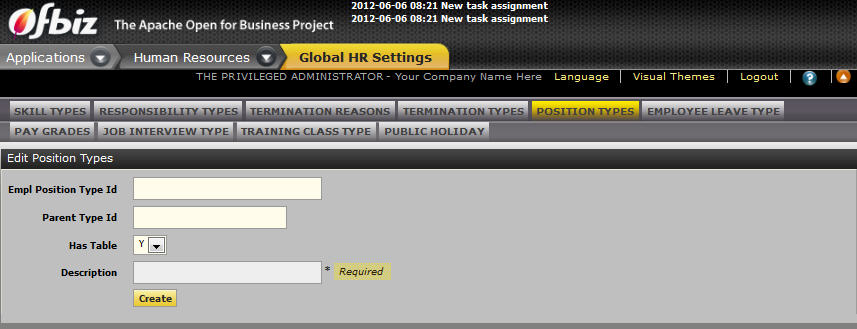 2012-06-06 08:21 New task assignment
2012-06-06 08:21 New task assignment
Ofbiz The Apache Open for Business Project
Applications Human Resources Global HR Settings
THE PRIVILEGED ADMINISTRATOR - Your Company Name Here Language Visual Themes Logout ?
SKILL TYPES RESPONSIBILITY TYPES TERMINATION REASONS TERMINATION TYPES POSITION TYPES EMPLOYEE LEAVE TYPE
PAY GRADES JOB INTERVIEW TYPE TRAINING CLASS TYPE PUBLIC HOLIDAY
Edit Position Types
Empl Position Type Id
Parent Type Id
Has Table Y
Description * Required
Create